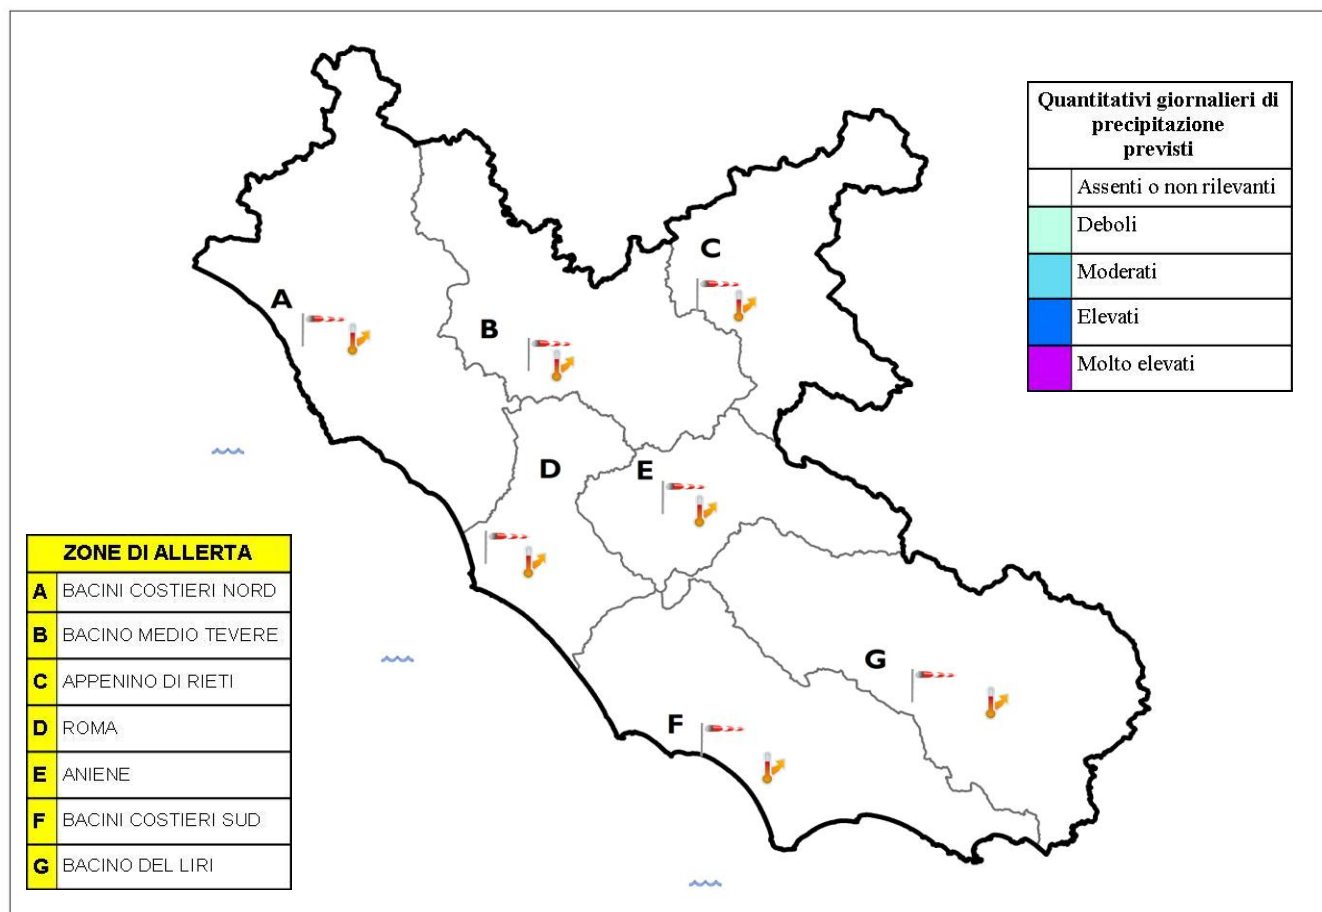 Quantitativi giornalieri di
precipitazione
previsti
Assenti o non rilevanti
Deboli
Moderati
Elevati
Molto elevati
C
A
B
D
E
G
F
ZONE DI ALLERTA
A BACINI COSTIERI NORD
B BACINO MEDIO TEVERE
C APPENINO DI RIETI
D ROMA
E ANIENE
F BACINI COSTIERI SUD
G BACINO DEL LIRI